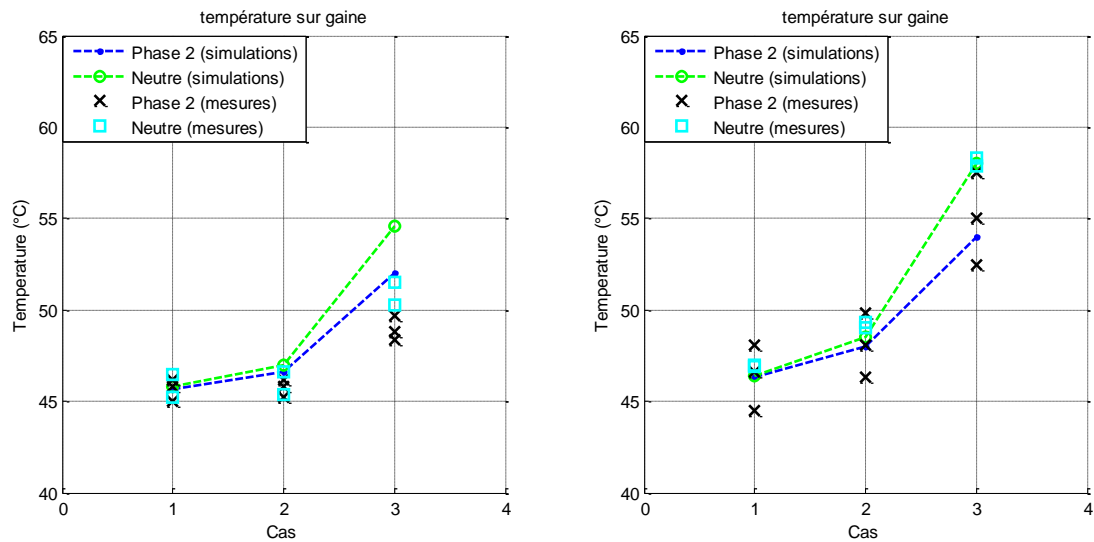 température sur gaine
65
60
55
50
45
40
0
1
2
3
4
Temperature (°C)
Cas
Phase 2 (simulations)
Neutre (simulations)
Phase 2 (mesures)
Neutre (mesures)
température sur gaine
65
60
55
50
45
40
0
1
2
3
4
Temperature (°C)
Cas
Phase 2 (simulations)
Neutre (simulations)
Phase 2 (mesures)
Neutre (mesures)